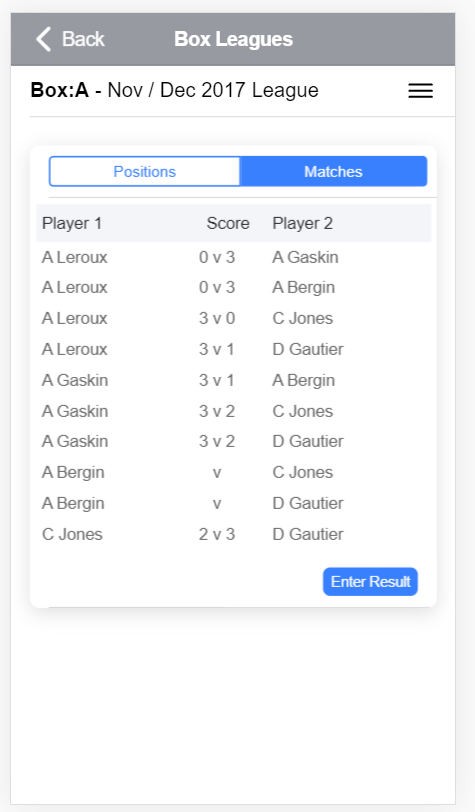 Back Box Leagues
Box:A - Nov / Dec 2017 League
Positions Matches
Player 1 Score Player 2
A Leroux 0 v 3 A Gaskin
A Leroux 0 v 3 A Bergin
A Leroux 3 v 0 C Jones
A Leroux 3 v 1 D Gautier
A Gaskin 3 v 1 A Bergin
A Gaskin 3 v 2 C Jones
A Gaskin 3 v 2 D Gautier
A Bergin v C Jones
A Bergin v D Gautier
C Jones 2 v 3 D Gautier
Enter Result